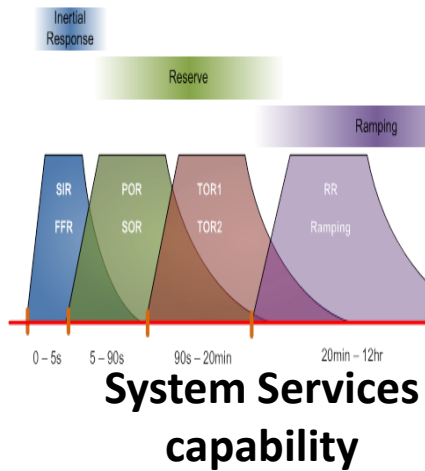 Inertial
Response
Reserve
Ramping
SIR
FFR
POR
SOR
TOR1
TOR2
RR
Ramping
0 – 5s
5 – 90s
90s – 20min
20min – 12hr
System Services
capability